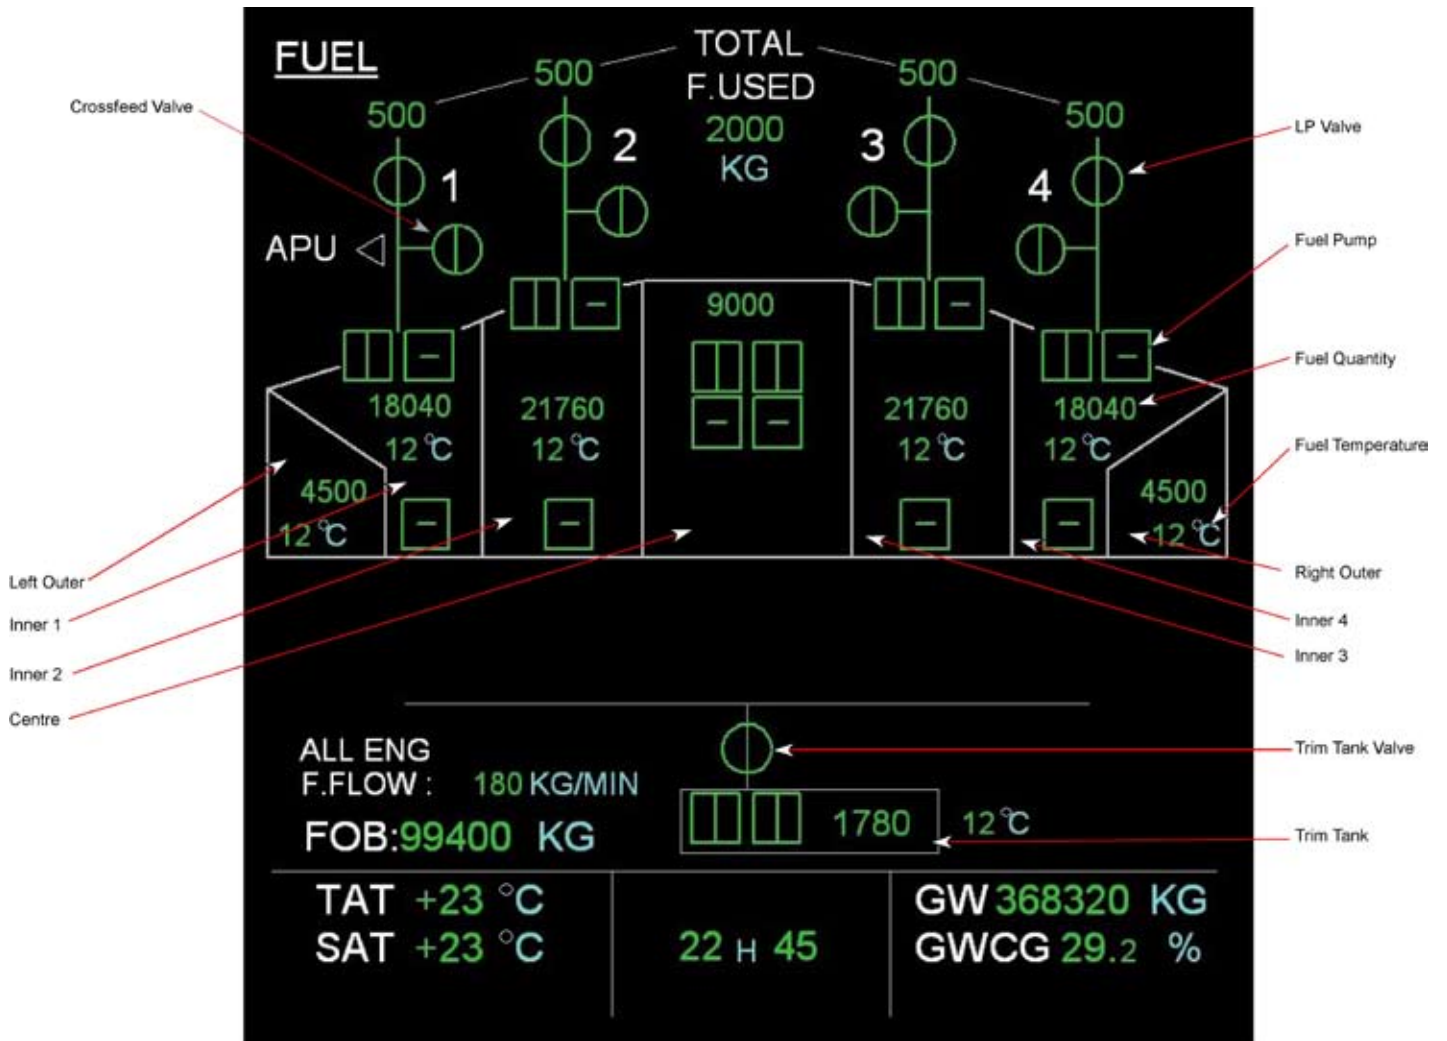 FUEL
TOTAL
F.USED
2000
KG
500
500
500
500
1
2
3
4
APU
9000
18040
12 °C
21760
12 °C
21760
12 °C
18040
12 °C
4500
12 °C
4500
12 °C
Crossfeed Valve
Left Outer
Inner 1
Inner 2
Centre
LP Valve
Fuel Pump
Fuel Quantity
Fuel Temperature
Right Outer
Inner 4
Inner 3
Trim Tank Valve
Trim Tank
ALL ENG
F.FLOW : 180 KG/MIN
FOB:99400 KG
1780 12 °C
TAT +23 °C
SAT +23 °C
22 H 45
GW 368320 KG
GWCG 29.2 %